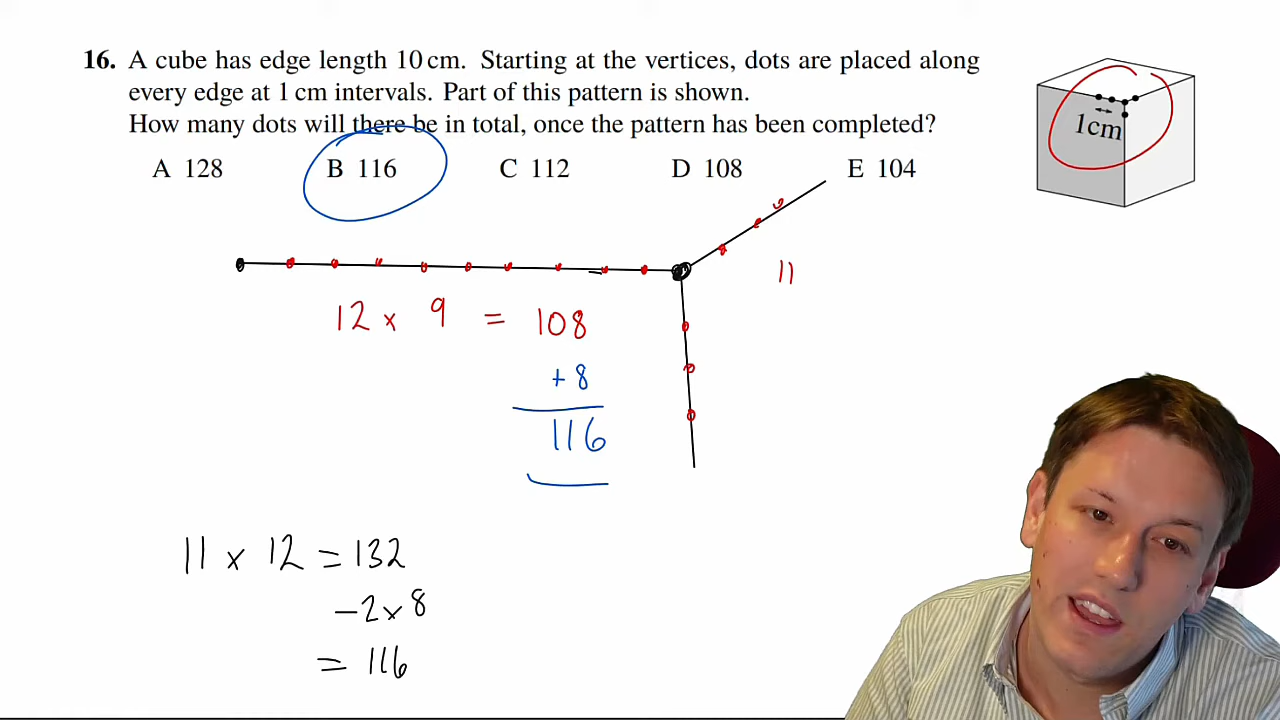 16. A cube has edge length 10 cm. Starting at the vertices, dots are placed along
every edge at 1 cm intervals. Part of this pattern is shown.
How many dots will there be in total, once the pattern has been completed?
A 128 B 116 C 112 D 108 E 104
1cm
11
12 × 9 = 108
+ 8
116
11 × 12 = 132
- 2 × 8
= 116